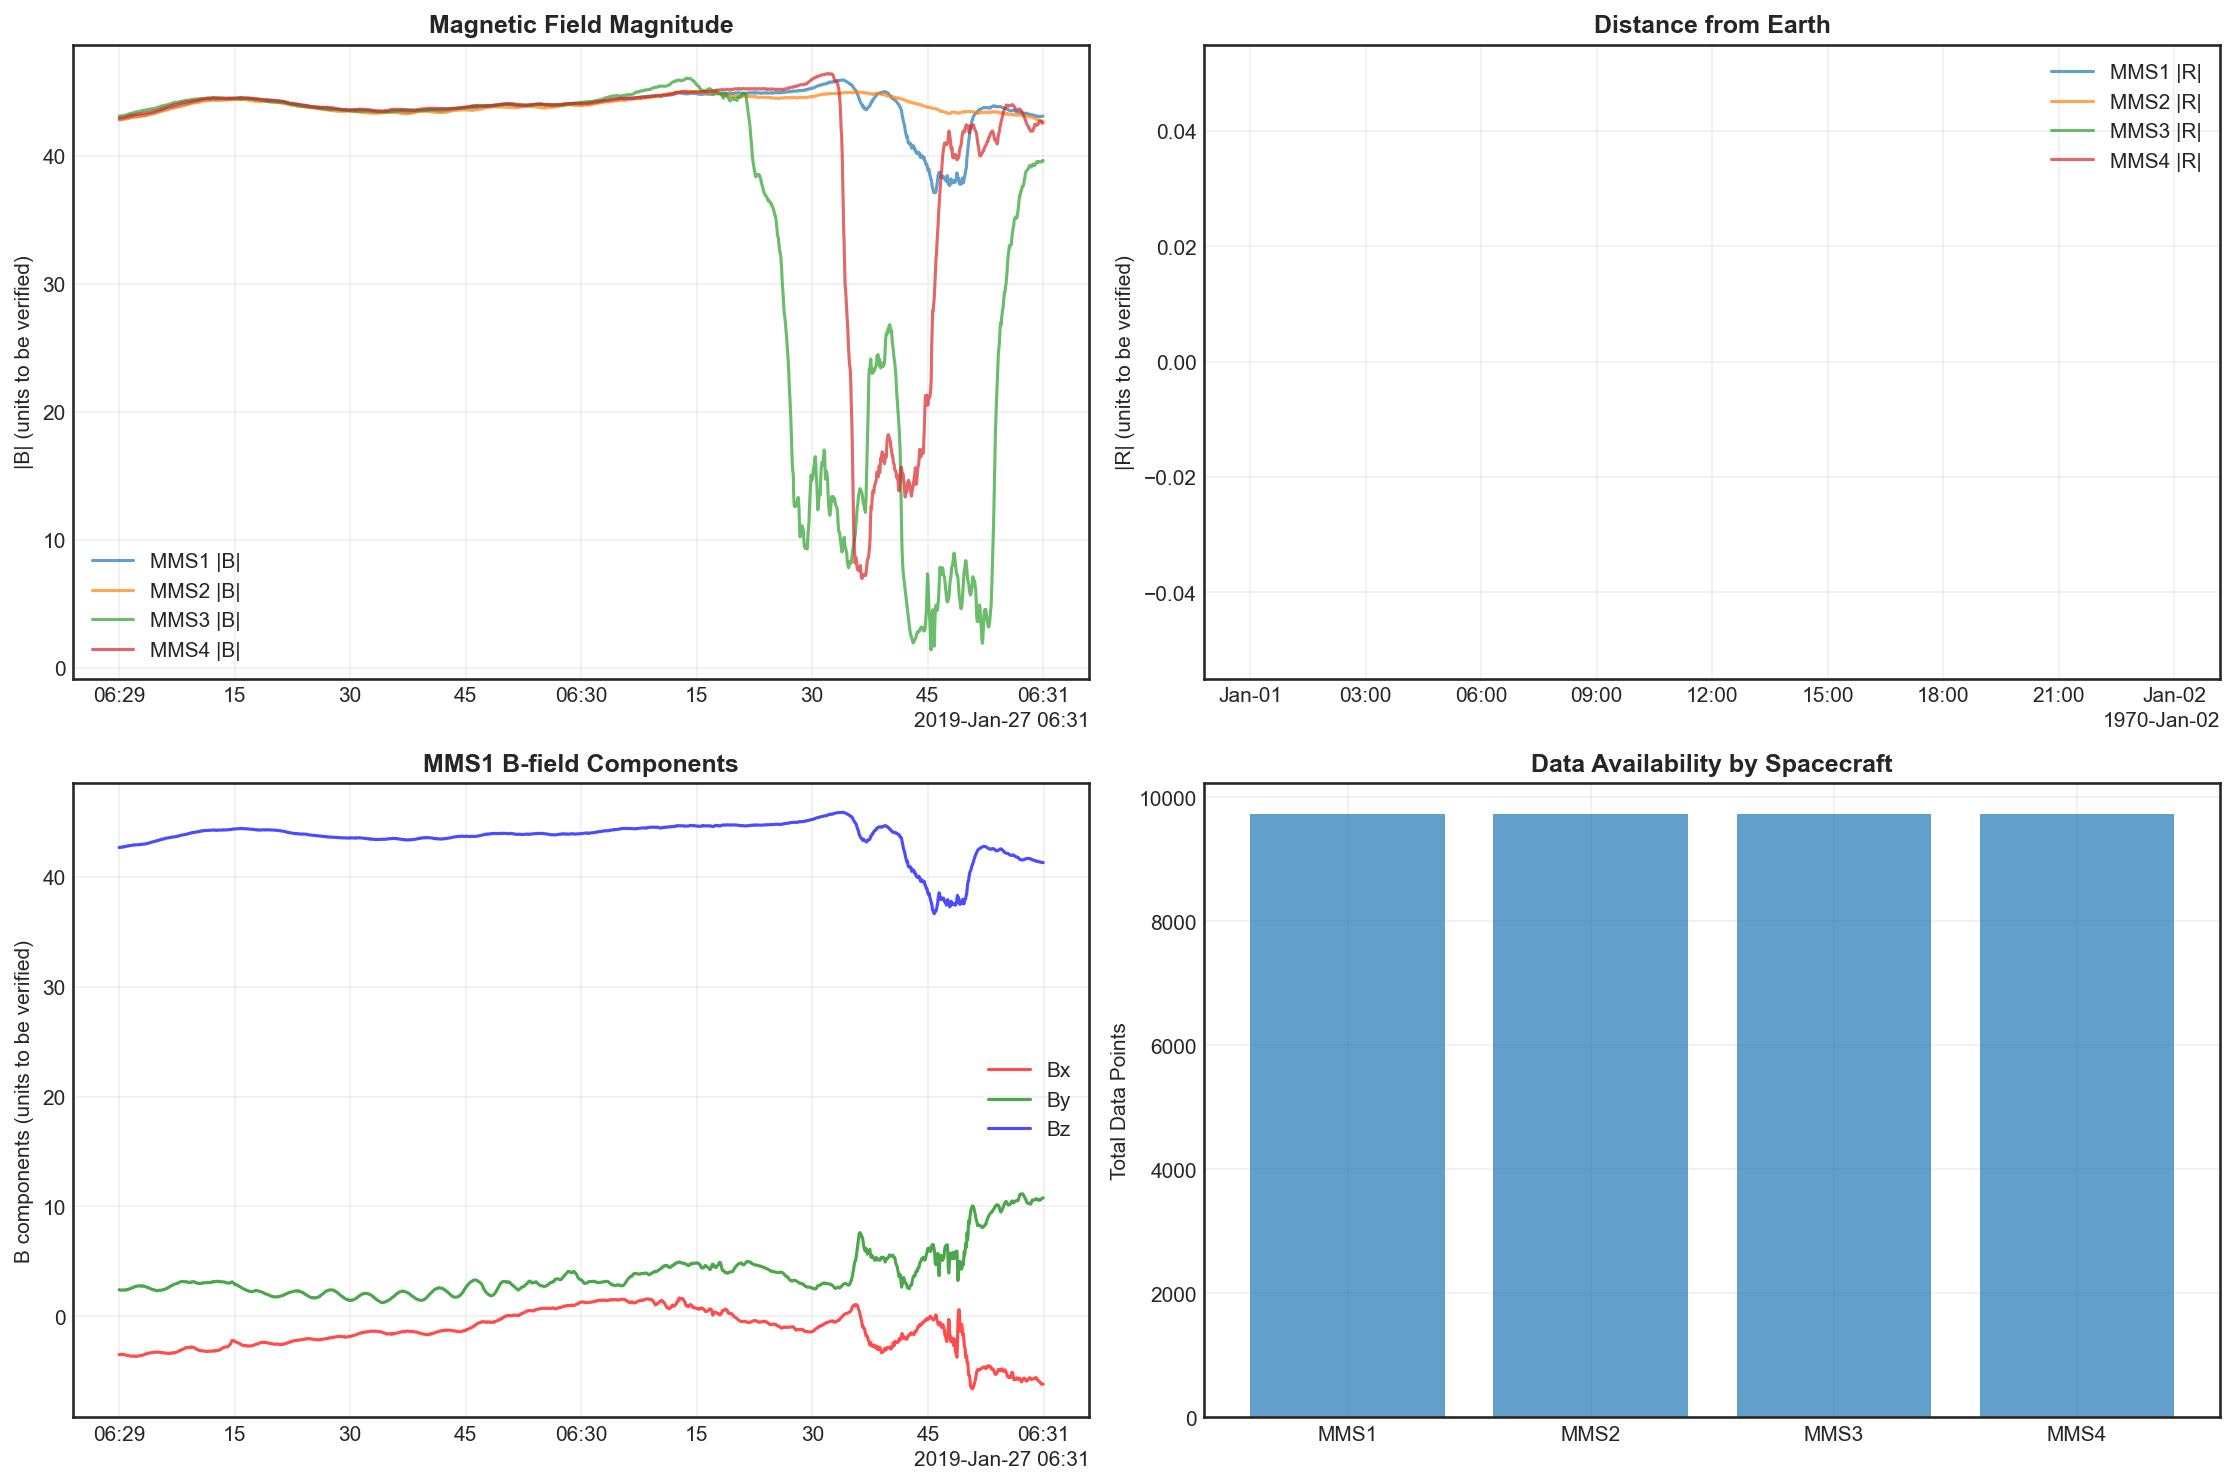 Magnetic Field Magnitude
|B| (units to be verified)
40
30
20
10
0
MMS1 |B|
MMS2 |B|
MMS3 |B|
MMS4 |B|
06:29 15 30 45 06:30 15 30 45 06:31
2019-Jan-27 06:31
Distance from Earth
|R| (units to be verified)
0.04
0.02
0.00
−0.02
−0.04
MMS1 |R|
MMS2 |R|
MMS3 |R|
MMS4 |R|
Jan-01 03:00 06:00 09:00 12:00 15:00 18:00 21:00 Jan-02
1970-Jan-02
MMS1 B-field Components
B components (units to be verified)
40
30
20
10
0
Bx
By
Bz
06:29 15 30 45 06:30 15 30 45 06:31
2019-Jan-27 06:31
Data Availability by Spacecraft
Total Data Points
10000
8000
6000
4000
2000
0
MMS1 MMS2 MMS3 MMS4